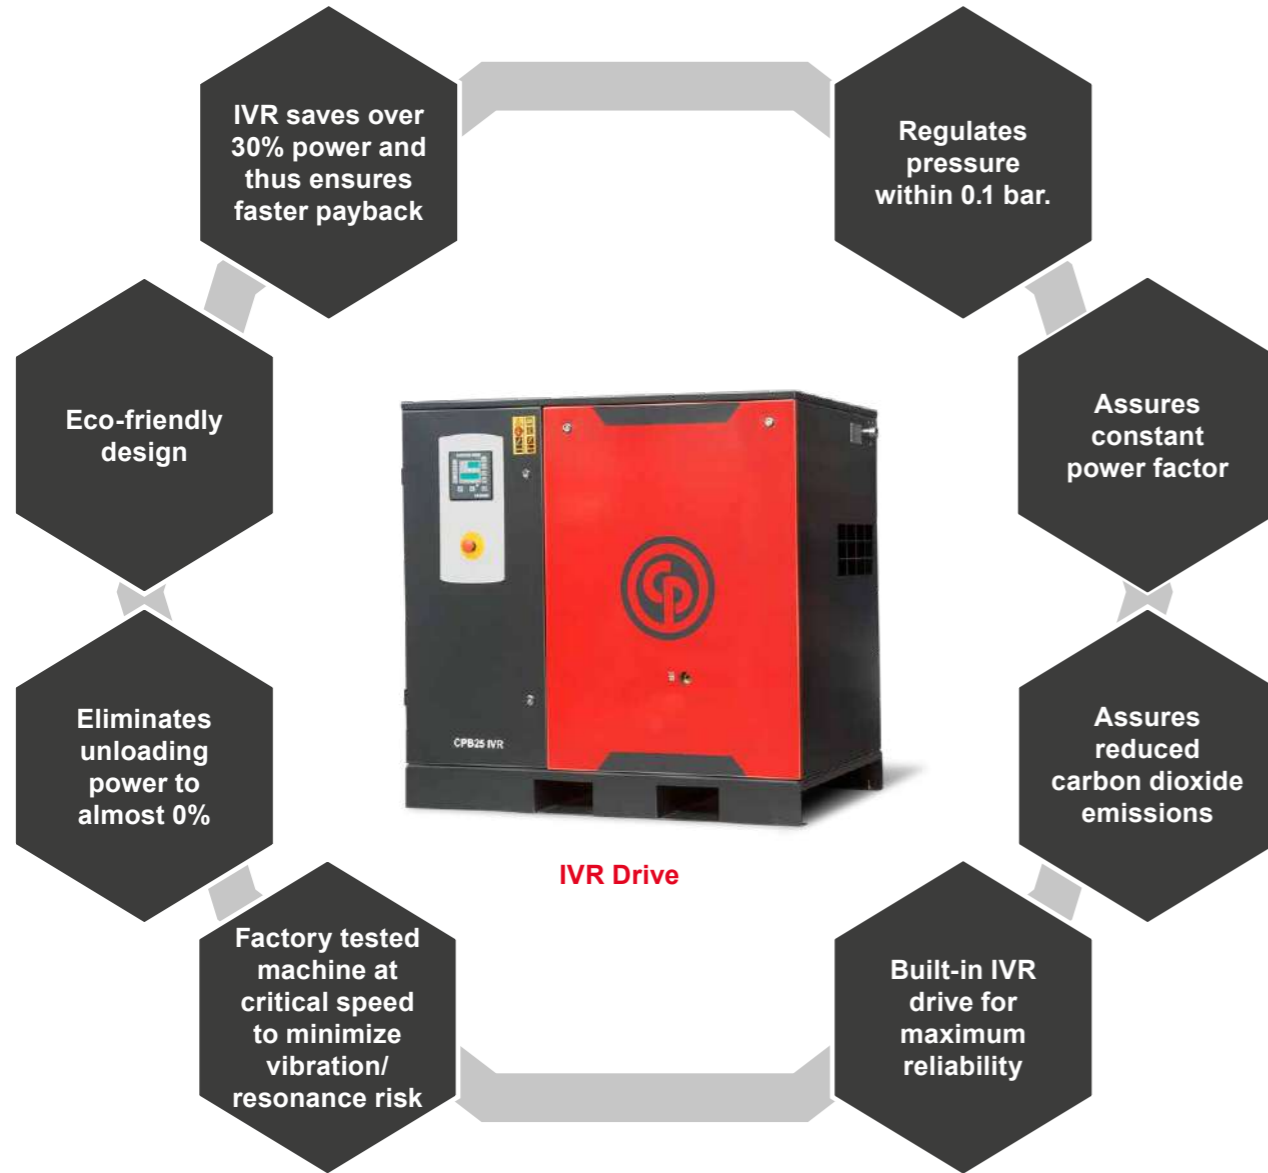 IVR saves over
30% power and
thus ensures
faster payback
Regulates
pressure
within 0.1 bar.
Eco-friendly
design
Assures
constant
power factor
CP
CPB25 IVR
Eliminates
unloading
power to
almost 0%
Assures
reduced
carbon dioxide
emissions
IVR Drive
Factory tested
machine at
critical speed
to minimize
vibration/
resonance risk
Built-in IVR
drive for
maximum
reliability